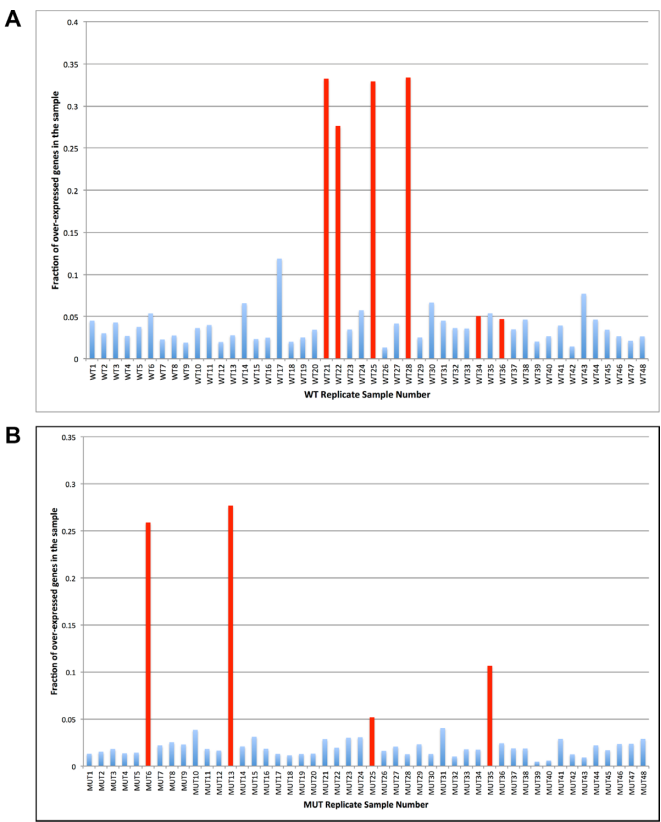 A
Fraction of over-expressed genes in the sample
0.4
0.35
0.3
0.25
0.2
0.15
0.1
0.05
0
WT1
WT2
WT3
WT4
WT5
WT6
WT7
WT8
WT9
WT10
WT11
WT12
WT13
WT14
WT15
WT16
WT17
WT18
WT19
WT20
WT21
WT22
WT23
WT24
WT25
WT26
WT27
WT28
WT29
WT30
WT31
WT32
WT33
WT34
WT35
WT36
WT37
WT38
WT39
WT40
WT41
WT42
WT43
WT44
WT45
WT46
WT47
WT48
WT Replicate Sample Number
B
Fraction of over-expressed genes in the sample
0.35
0.3
0.25
0.2
0.15
0.1
0.05
0
MUT1
MUT2
MUT3
MUT4
MUT5
MUT6
MUT7
MUT8
MUT9
MUT10
MUT11
MUT12
MUT13
MUT14
MUT15
MUT16
MUT17
MUT18
MUT19
MUT20
MUT21
MUT22
MUT23
MUT24
MUT25
MUT26
MUT27
MUT28
MUT29
MUT30
MUT31
MUT32
MUT33
MUT34
MUT35
MUT36
MUT37
MUT38
MUT39
MUT40
MUT41
MUT42
MUT43
MUT44
MUT45
MUT46
MUT47
MUT48
MUT Replicate Sample Number